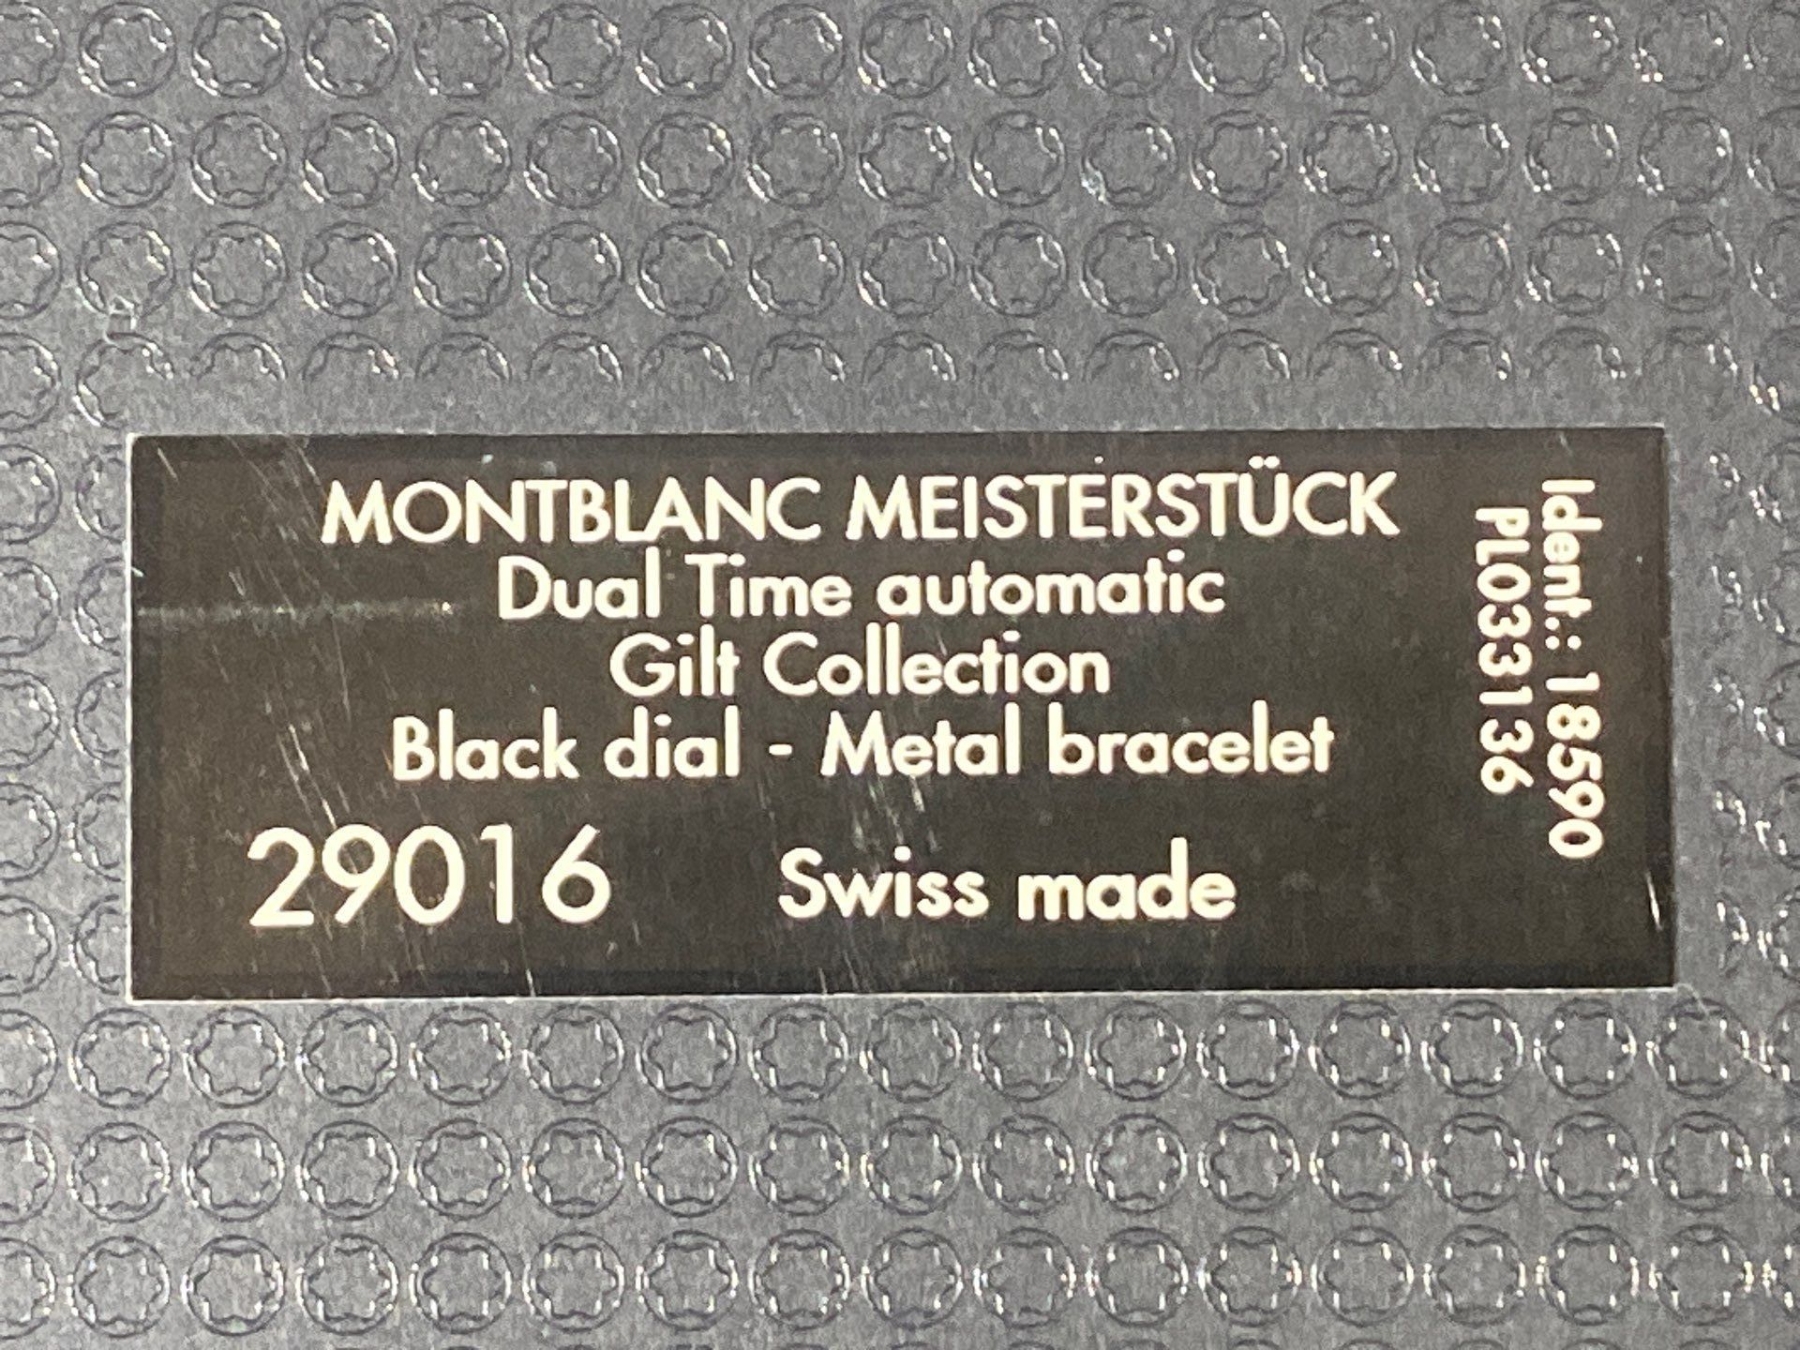 MONTBLANC MEISTERSTÜCK
Dual Time automatic
Gilt Collection
Black dial - Metal bracelet
29016 Swiss made
Ident.: 18590
PL033136